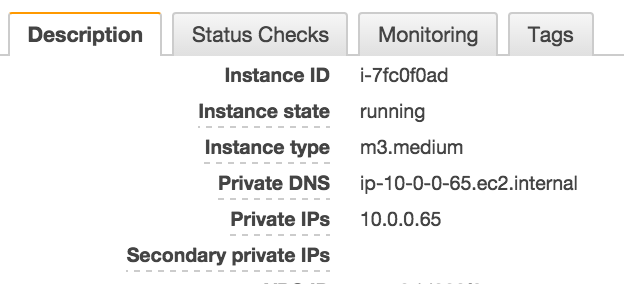 Description Status Checks Monitoring Tags
Instance ID i-7fc0f0ad
Instance state running
Instance type m3.medium
Private DNS ip-10-0-0-65.ec2.internal
Private IPs 10.0.0.65
Secondary private IPs